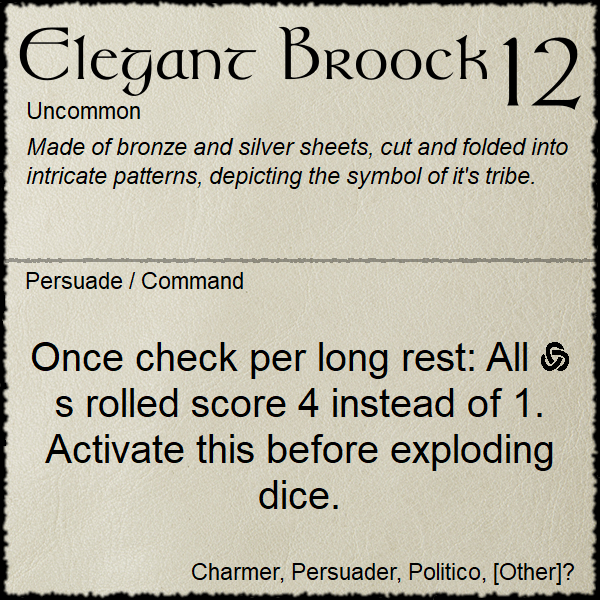 Elegant Broock 12
Uncommon
Made of bronze and silver sheets, cut and folded into
intricate patterns, depicting the symbol of it's tribe.
Persuade / Command
Once check per long rest: All
s rolled score 4 instead of 1.
Activate this before exploding
dice.
Charmer, Persuader, Politico, [Other]?